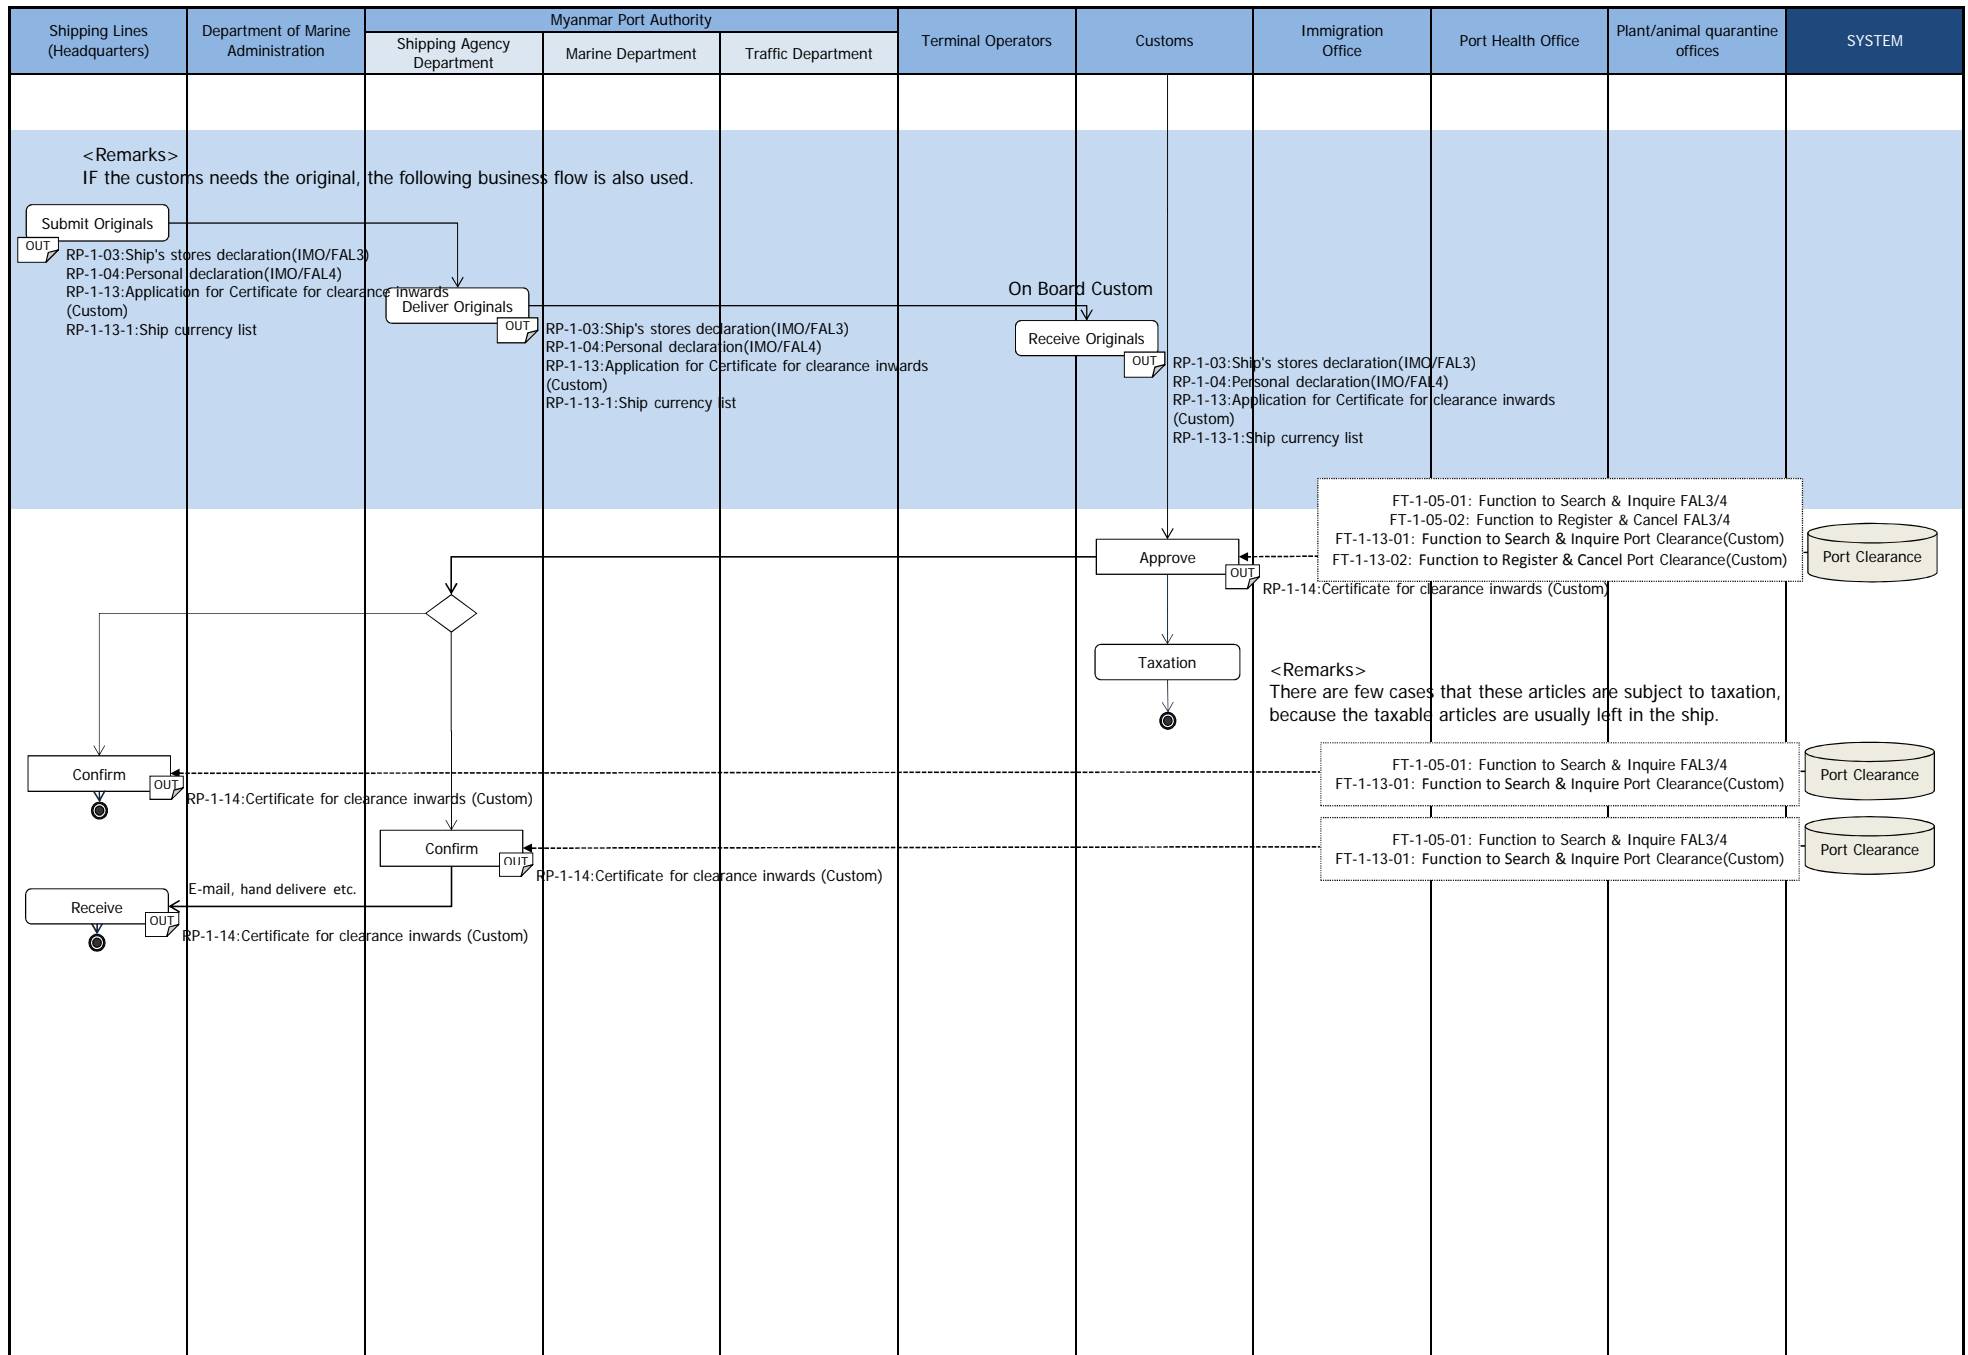 Shipping Lines
(Headquarters)
Department of Marine
Administration
Myanmar Port Authority
Shipping Agency
Department
Marine Department
Traffic Department
Terminal Operators
Customs
Immigration
Office
Port Health Office
Plant/animal quarantine
offices
SYSTEM
<Remarks>
IF the customs needs the original, the following business flow is also used.
Submit Originals
OUT
RP-1-03:Ship's stores declaration(IMO/FAL3)
RP-1-04:Personal declaration(IMO/FAL4)
RP-1-13:Application for Certificate for clearance inwards
(Custom)
RP-1-13-1:Ship currency list
Deliver Originals
OUT
RP-1-03:Ship's stores declaration(IMO/FAL3)
RP-1-04:Personal declaration(IMO/FAL4)
RP-1-13:Application for Certificate for clearance inwards
(Custom)
RP-1-13-1:Ship currency list
On Board Custom
Receive Originals
OUT
RP-1-03:Ship's stores declaration(IMO/FAL3)
RP-1-04:Personal declaration(IMO/FAL4)
RP-1-13:Application for Certificate for clearance inwards
(Custom)
RP-1-13-1:Ship currency list
FT-1-05-01: Function to Search & Inquire FAL3/4
FT-1-05-02: Function to Register & Cancel FAL3/4
FT-1-13-01: Function to Search & Inquire Port Clearance(Custom)
FT-1-13-02: Function to Register & Cancel Port Clearance(Custom)
Port Clearance
Approve
OUT
RP-1-14:Certificate for clearance inwards (Custom)
Taxation
<Remarks>
There are few cases that these articles are subject to taxation,
because the taxable articles are usually left in the ship.
Confirm
OUT
RP-1-14:Certificate for clearance inwards (Custom)
FT-1-05-01: Function to Search & Inquire FAL3/4
FT-1-13-01: Function to Search & Inquire Port Clearance(Custom)
Port Clearance
Confirm
OUT
RP-1-14:Certificate for clearance inwards (Custom)
FT-1-05-01: Function to Search & Inquire FAL3/4
FT-1-13-01: Function to Search & Inquire Port Clearance(Custom)
Port Clearance
E-mail, hand delivere etc.
Receive
OUT
RP-1-14:Certificate for clearance inwards (Custom)